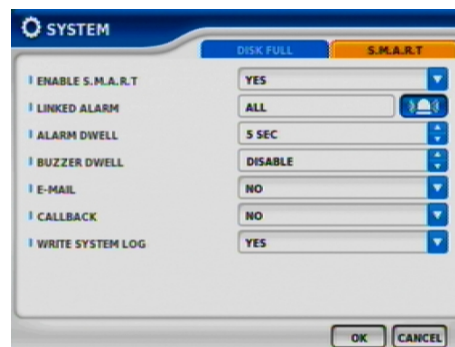 SYSTEM
DISK FULL S.M.A.R.T
ENABLE S.M.A.R.T YES
LINKED ALARM ALL
ALARM DWELL 5 SEC
BUZZER DWELL DISABLE
E-MAIL NO
CALLBACK NO
WRITE SYSTEM LOG YES
OK CANCEL